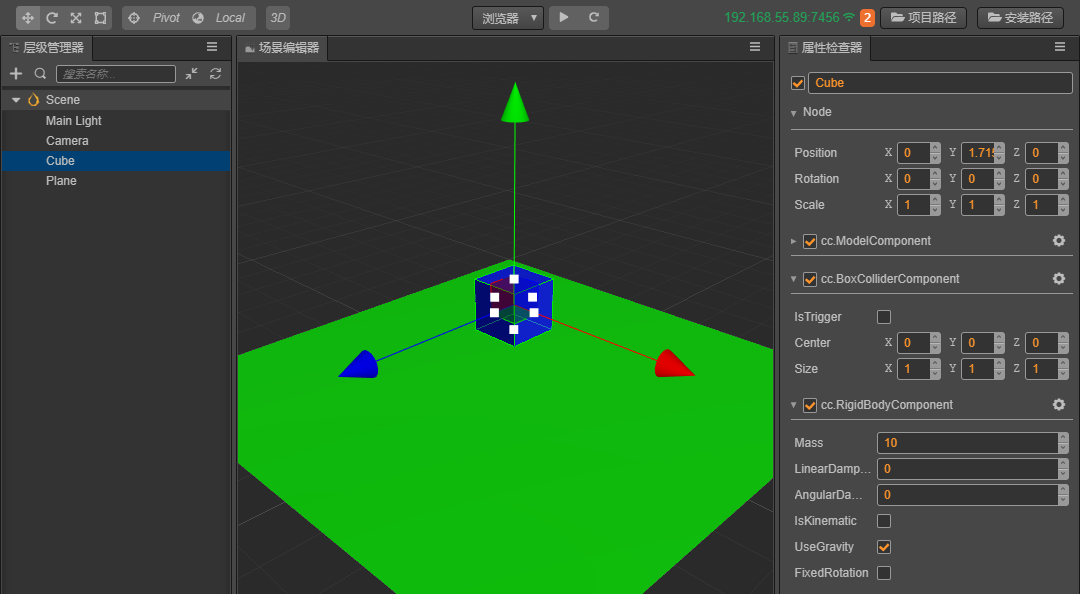 Pivot Local 3D 浏览器 192.168.55.89:7456 2 项目路径 安装路径
层级管理器
搜索名称...
Scene
Main Light
Camera
Cube
Plane
场景编辑器
属性检查器
Cube
Node
Position X 0 Y 1.715 Z 0
Rotation X 0 Y 0 Z 0
Scale X 1 Y 1 Z 1
cc.ModelComponent
cc.BoxColliderComponent
IsTrigger
Center X 0 Y 0 Z 0
Size X 1 Y 1 Z 1
cc.RigidBodyComponent
Mass 10
LinearDamp... 0
AngularDa... 0
IsKinematic
UseGravity
FixedRotation